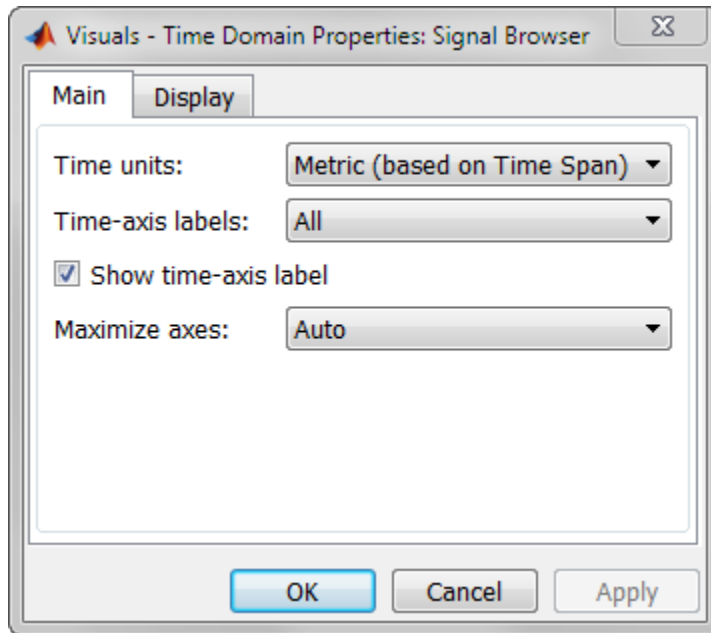 Visuals - Time Domain Properties: Signal Browser
Main Display
Time units: Metric (based on Time Span)
Time-axis labels: All
Show time-axis label
Maximize axes: Auto
OK Cancel Apply